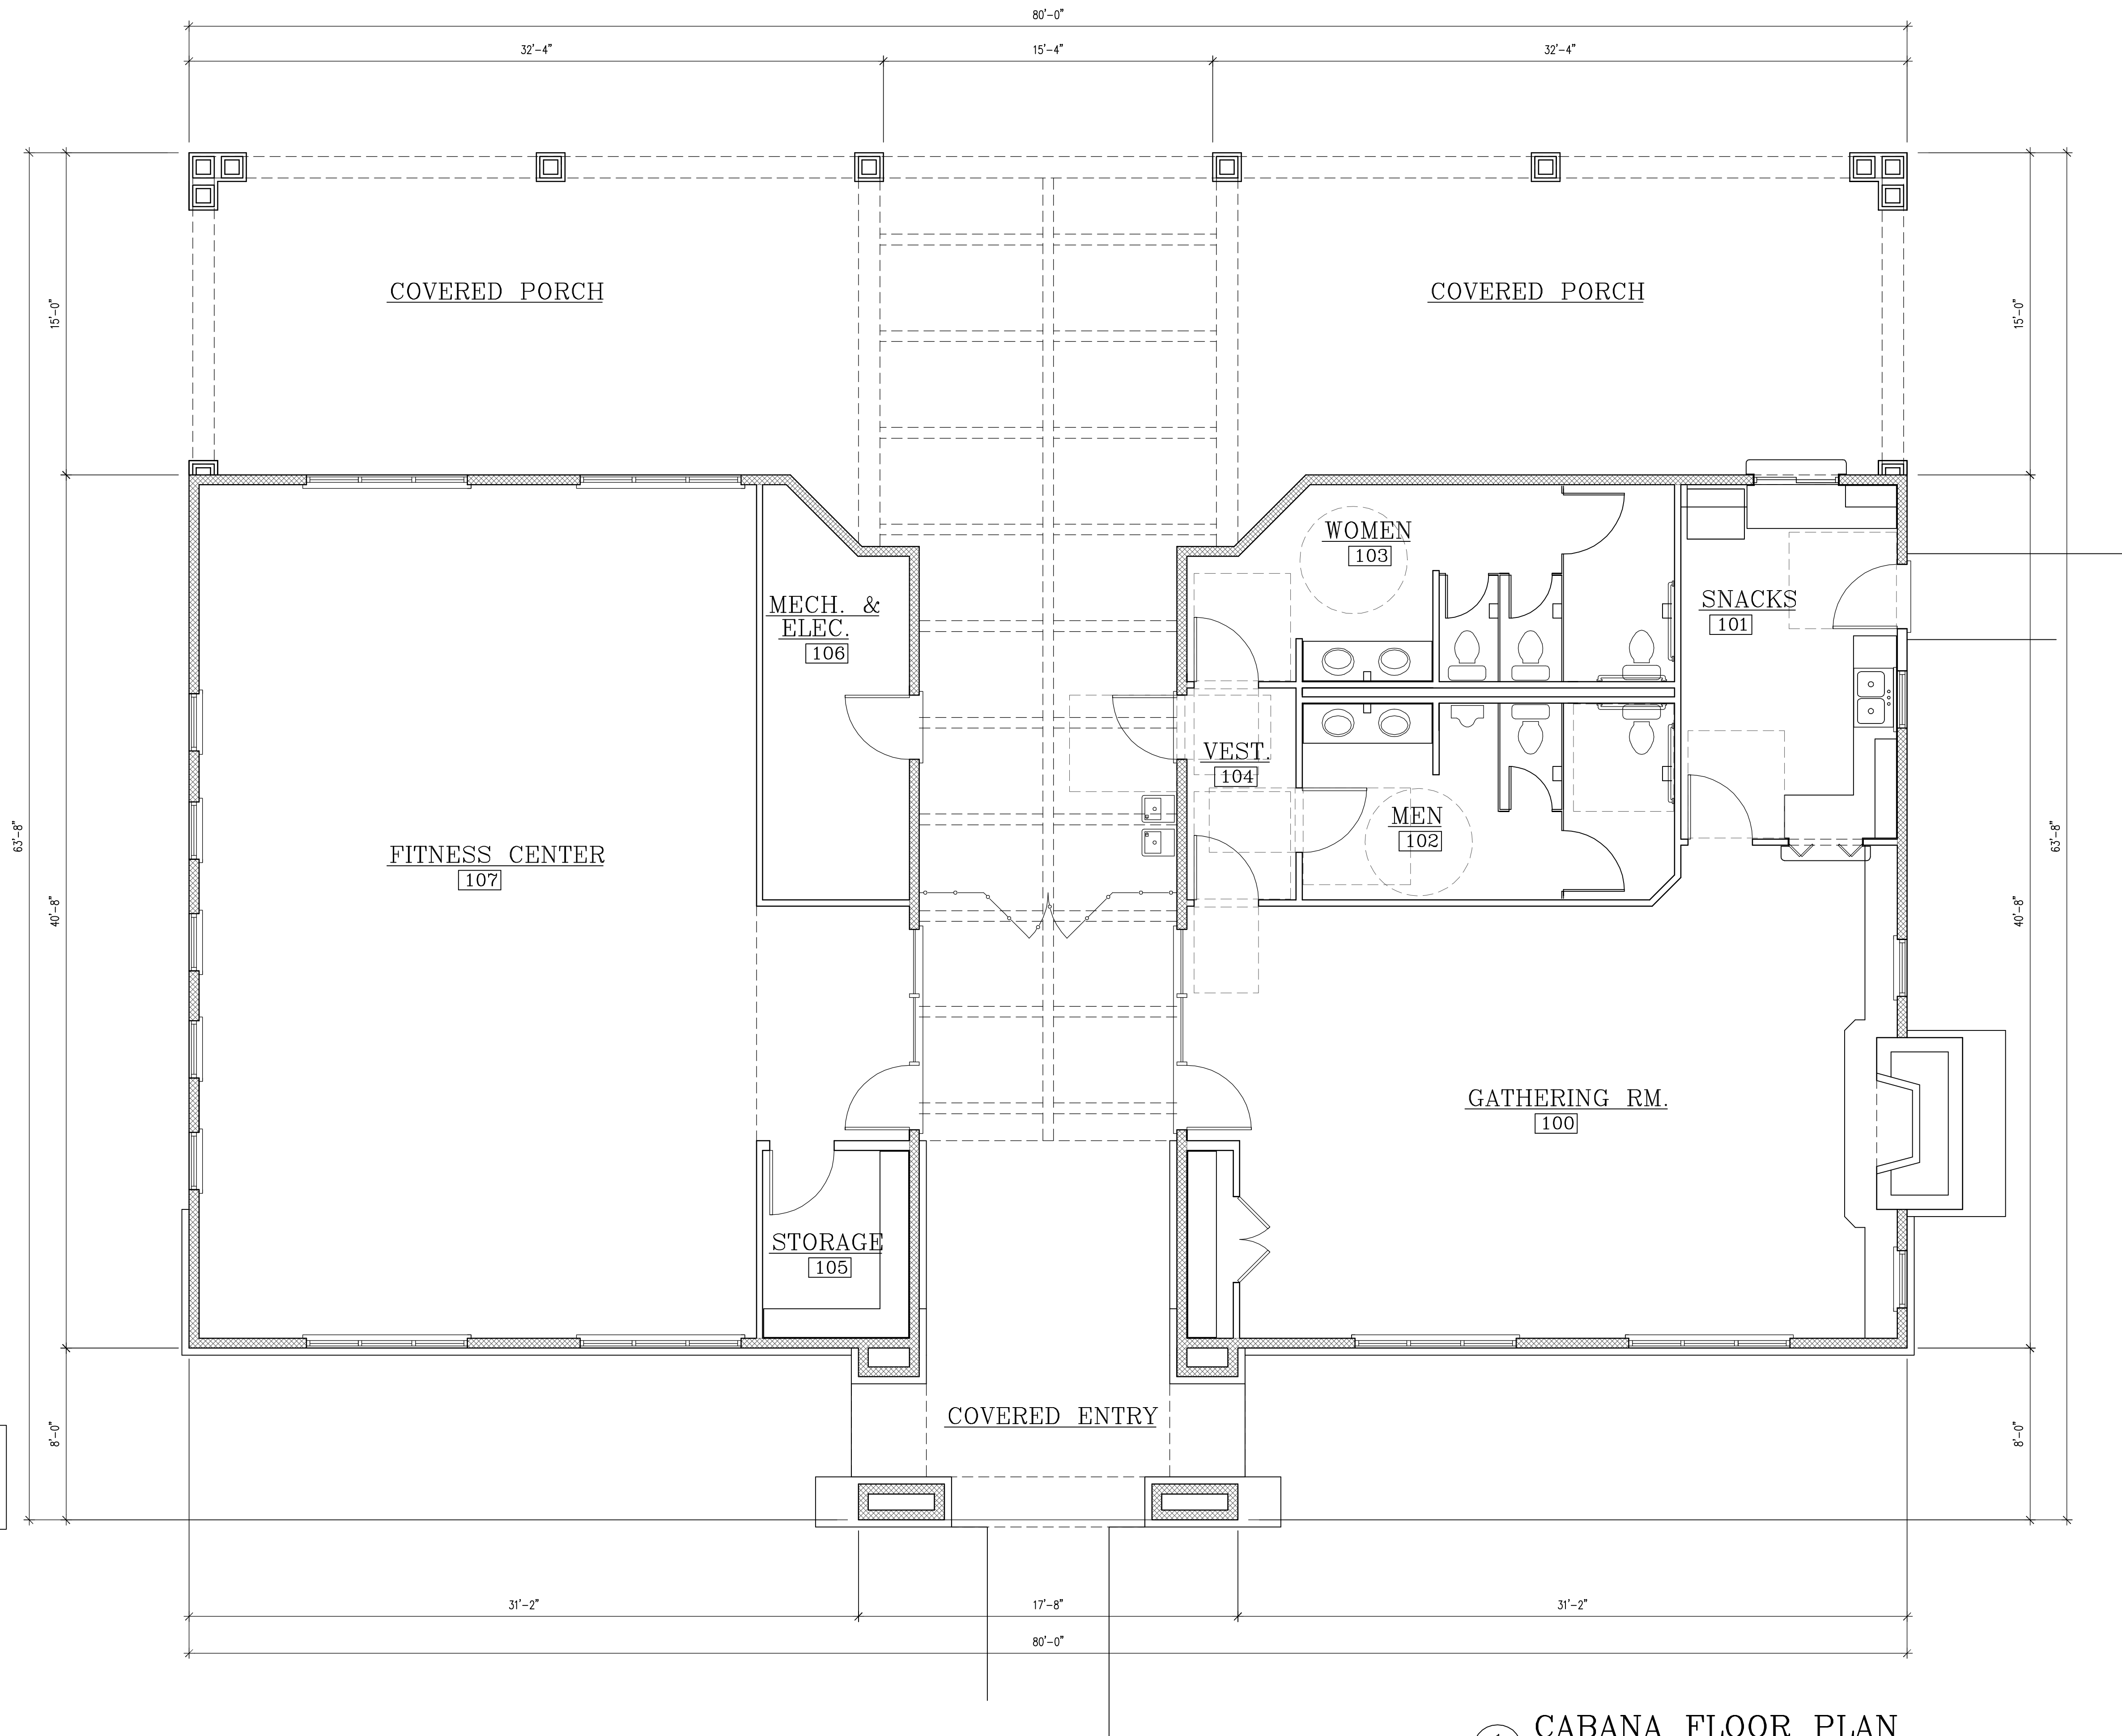 80'-0"
32'-4"
15'-4"
32'-4"
COVERED PORCH
COVERED PORCH
15'-0"
15'-0"
WOMEN
103
SNACKS
101
MECH. &
ELEC.
106
VEST.
104
MEN
102
63'-8"
63'-8"
FITNESS CENTER
107
40'-8"
40'-8"
GATHERING RM.
100
STORAGE
105
COVERED ENTRY
8'-0"
8'-0"
31'-2"
17'-8"
31'-2"
80'-0"
CABANA FLOOR PLAN